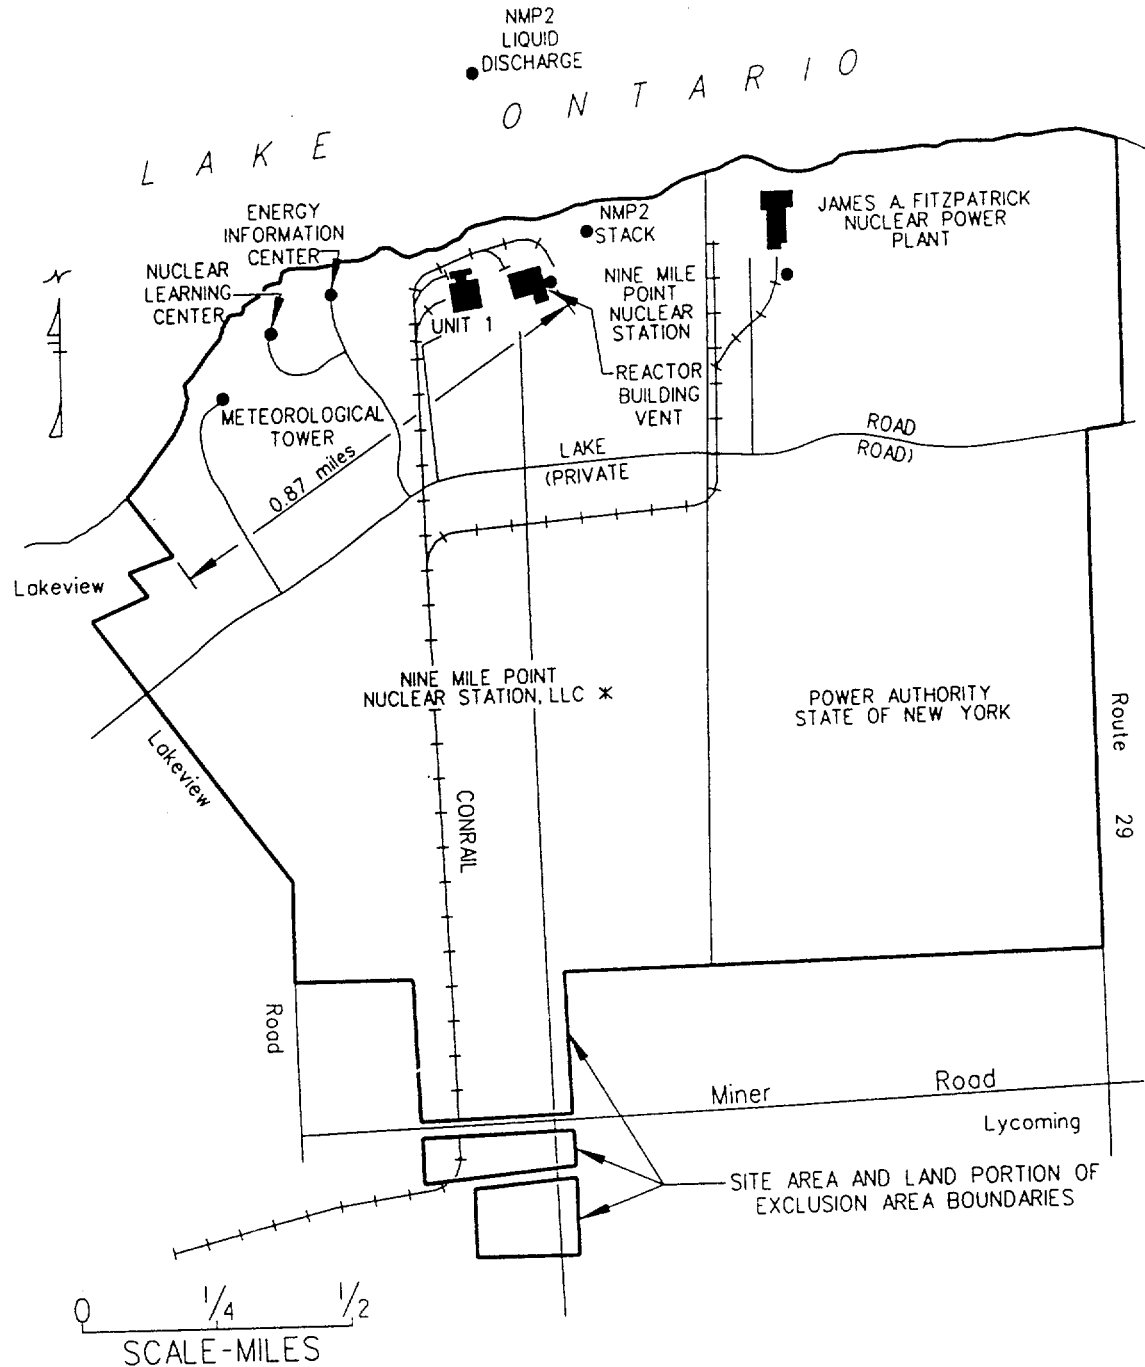 NMP2
LIQUID
DISCHARGE
LAKE ONTARIO
ENERGY
INFORMATION
CENTER
NUCLEAR
LEARNING
CENTER
N
NMP2
STACK
JAMES A. FITZPATRICK
NUCLEAR POWER
PLANT
NINE MILE
POINT
NUCLEAR
STATION
UNIT 1
REACTOR
BUILDING
VENT
METEOROLOGICAL
TOWER
0.87 miles
LAKE ROAD
(PRIVATE ROAD)
Lakeview
NINE MILE POINT
NUCLEAR STATION, LLC *
POWER AUTHORITY
STATE OF NEW YORK
Route 29
Lakeview
CONRAIL
Road
Miner Road
Lycoming
SITE AREA AND LAND PORTION OF
EXCLUSION AREA BOUNDARIES
0 1/4 1/2
SCALE-MILES